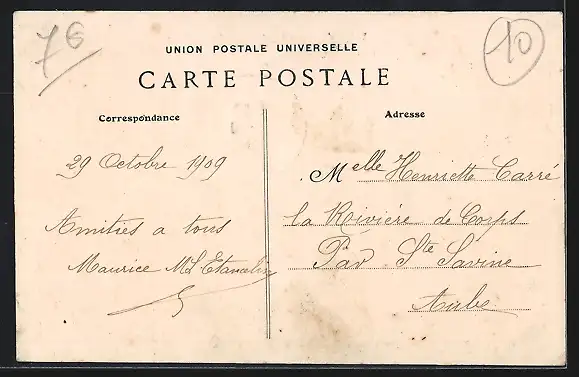 76
10
UNION POSTALE UNIVERSELLE
CARTE POSTALE
Correspondance
Adresse
29 Octobre 1909
Amitiés a tous
Maurice
Melle Henriette Carré
la Rivière de Corps
Par Ste Savine
Aube